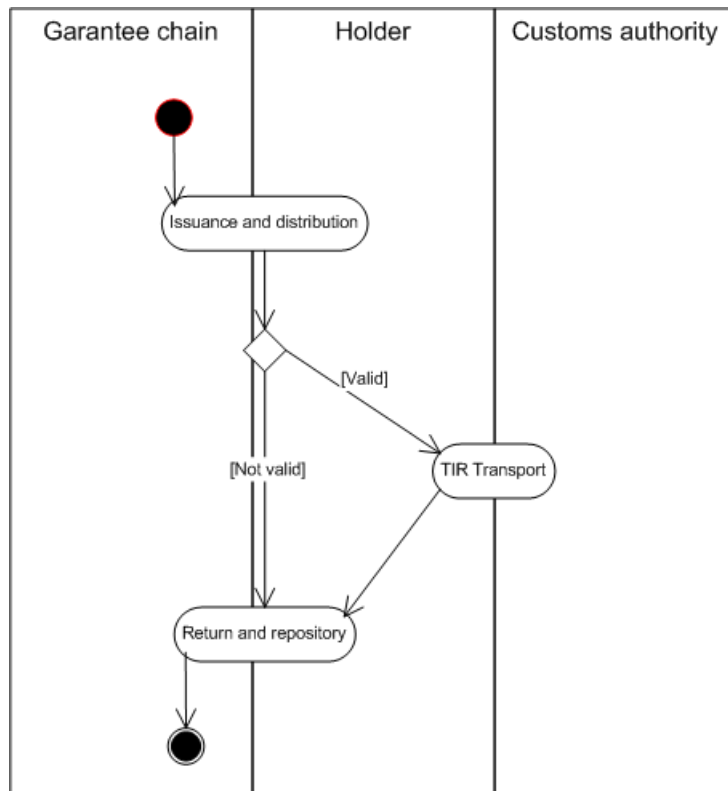 Garantee chain
Holder
Customs authority
Issuance and distribution
[Valid]
[Not valid]
TIR Transport
Return and repository